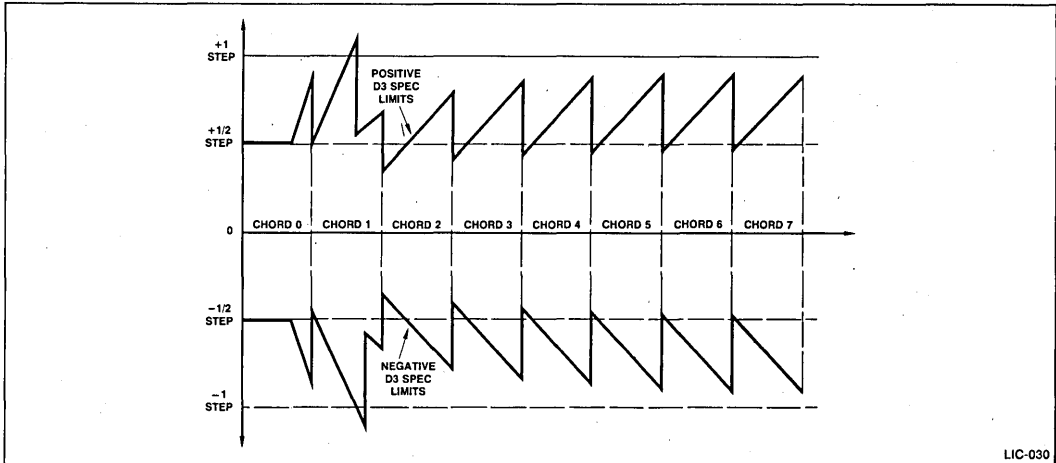 +1
STEP
POSITIVE
D3 SPEC
LIMITS
+1/2
STEP
0
CHORD 0
CHORD 1
CHORD 2
CHORD 3
CHORD 4
CHORD 5
CHORD 6
CHORD 7
−1/2
STEP
NEGATIVE
D3 SPEC
LIMITS
−1
STEP
LIC-030